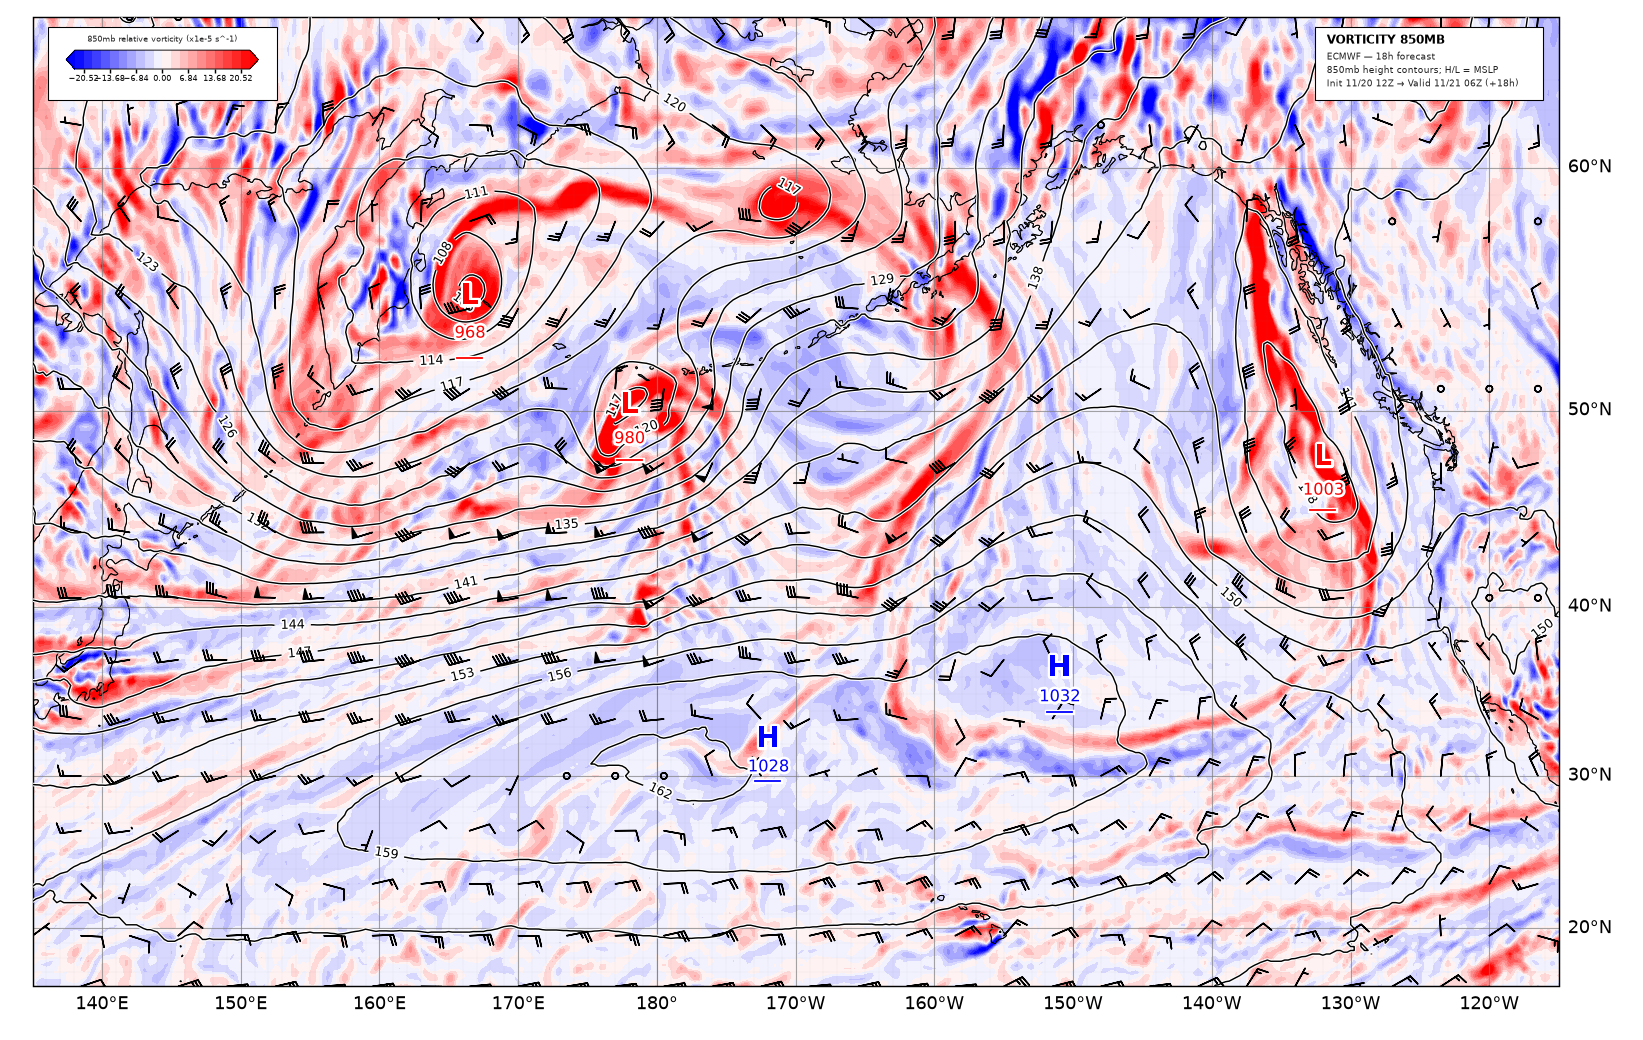 850mb relative vorticity (x1e-5 s^-1)
−20.52 −13.68 −6.84 0.00 6.84 13.68 20.52
VORTICITY 850MB
ECMWF — 18h forecast
850mb height contours; H/L = MSLP
Init 11/20 12Z → Valid 11/21 06Z (+18h)
120
60°N
117
111
108
123
129
138
L
968
114
117
L
117
120
980
126
50°N
L
1003
135
141
150
40°N
144
147
150
153
156
H
1032
H
1028
30°N
162
159
20°N
140°E 150°E 160°E 170°E 180° 170°W 160°W 150°W 140°W 130°W 120°W